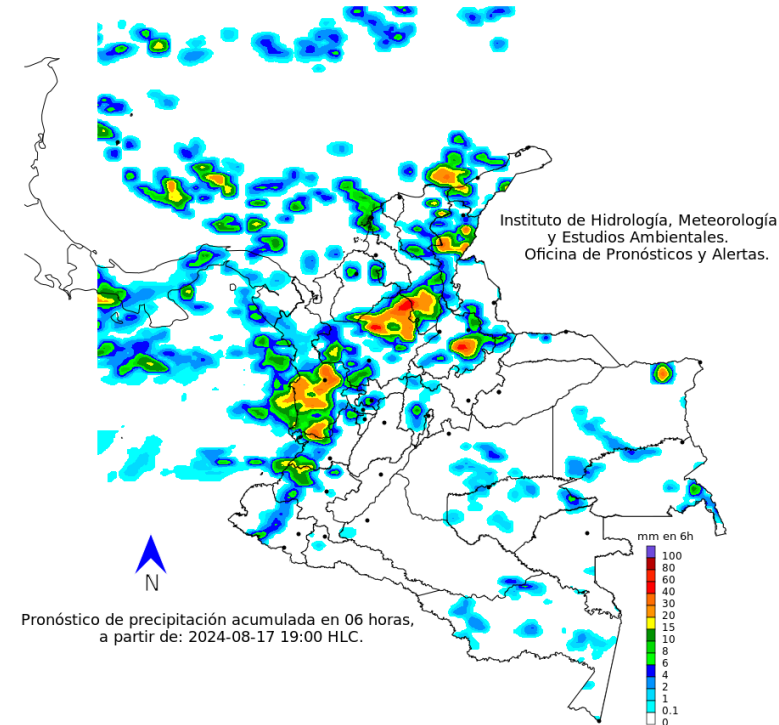 Instituto de Hidrología, Meteorología
y Estudios Ambientales.
Oficina de Pronósticos y Alertas.
mm en 6h
100
80
60
40
30
20
15
10
8
6
4
2
1
0.1
0
N
Pronóstico de precipitación acumulada en 06 horas,
a partir de: 2024-08-17 19:00 HLC.